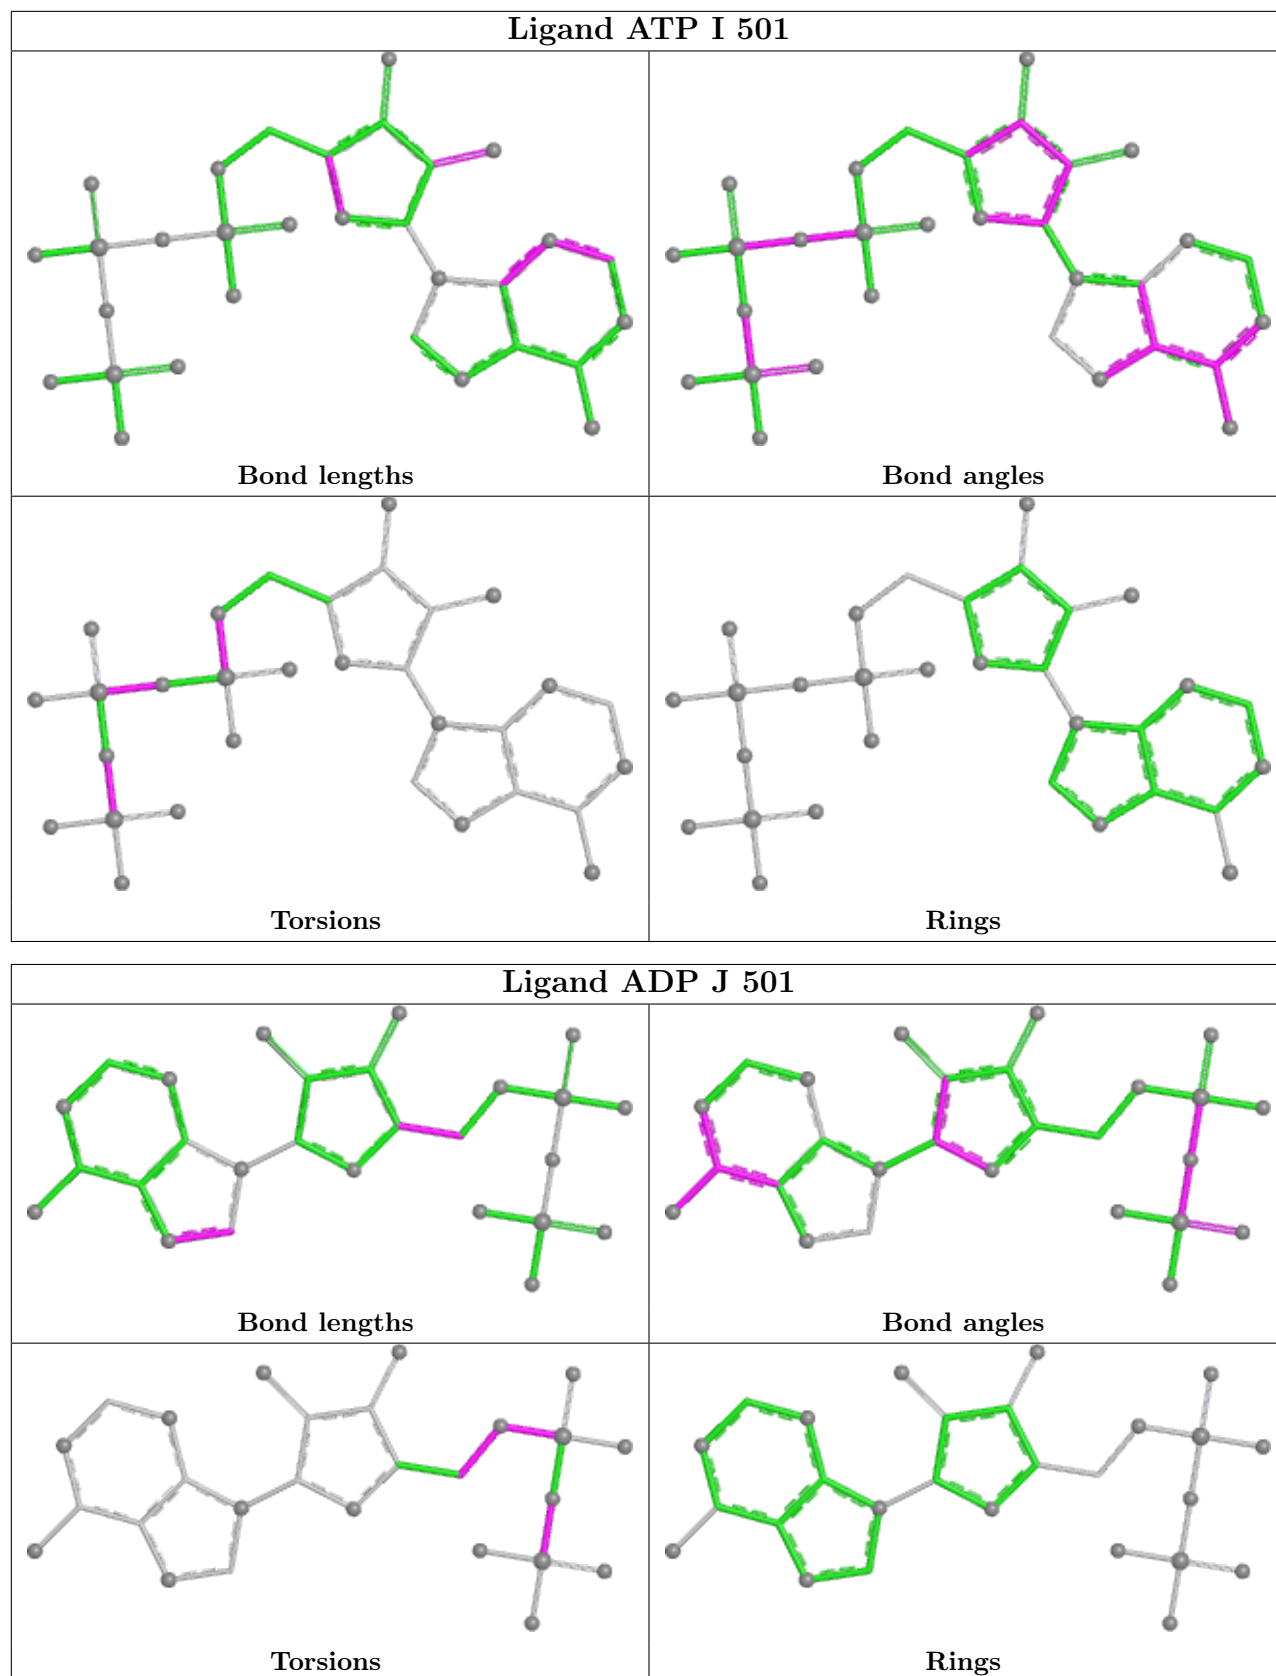 Ligand ATP I 501
Bond lengths
Bond angles
Torsions
Rings
Ligand ADP J 501
Bond lengths
Bond angles
Torsions
Rings